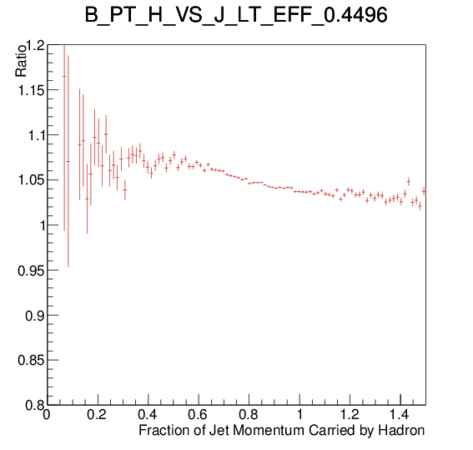 B_PT_H_VS_J_LT_EFF_0.4496
Ratio
1.2
1.15
1.1
1.05
1
0.95
0.9
0.85
0.8
0 0.2 0.4 0.6 0.8 1 1.2 1.4
Fraction of Jet Momentum Carried by Hadron